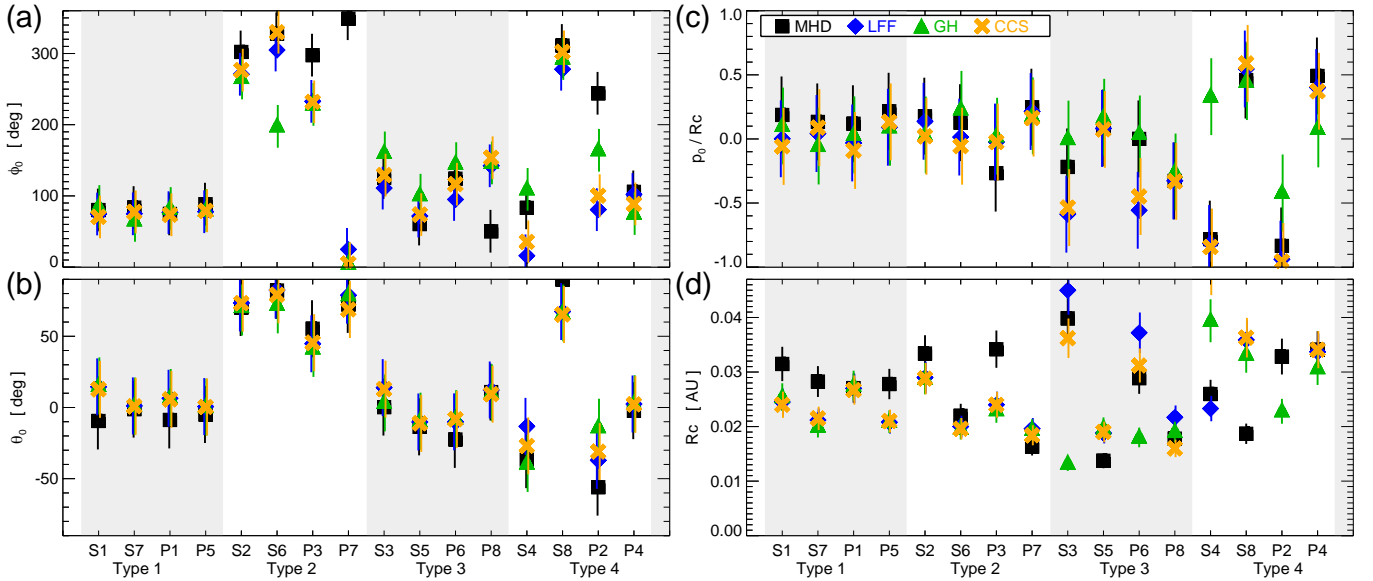 (a)
ϕ₀ [ deg ]
300
200
100
0
(b)
θ₀ [ deg ]
50
0
-50
S1 S7 P1 P5 S2 S6 P3 P7 S3 S5 P6 P8 S4 S8 P2 P4
Type 1 Type 2 Type 3 Type 4
(c)
MHD LFF GH CCS
p₀ / Rc
1.0
0.5
0.0
-0.5
-1.0
(d)
Rc [ AU ]
0.04
0.03
0.02
0.01
0.00
S1 S7 P1 P5 S2 S6 P3 P7 S3 S5 P6 P8 S4 S8 P2 P4
Type 1 Type 2 Type 3 Type 4